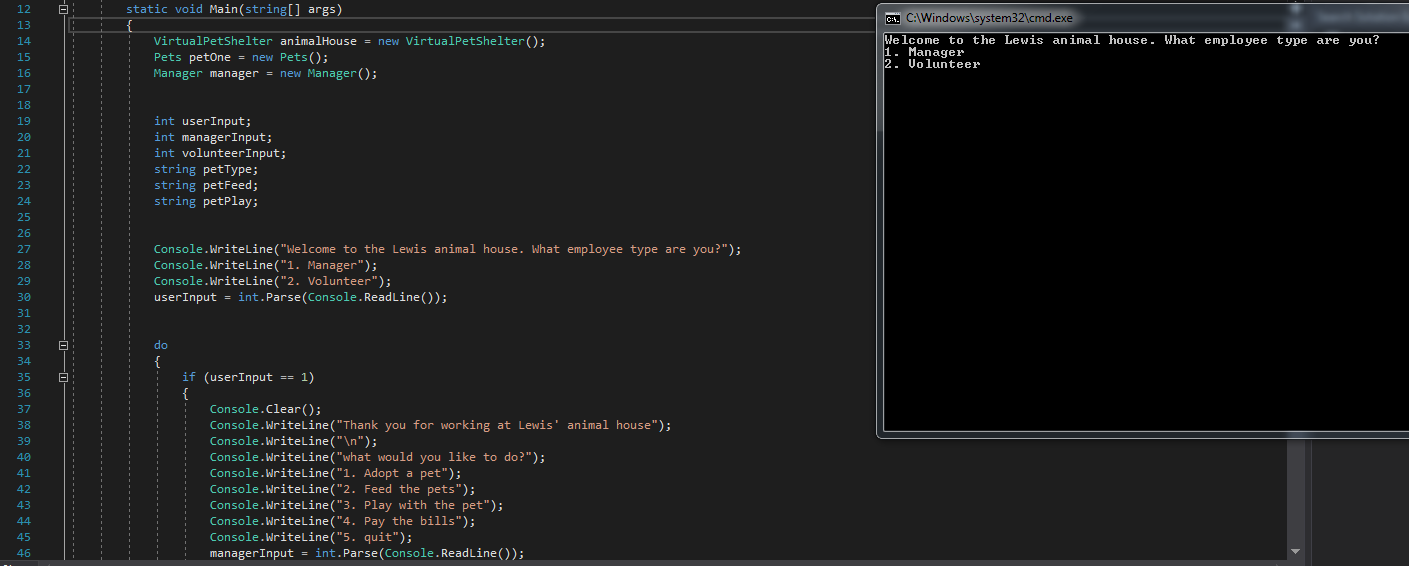 12 static void Main(string[] args)
13 {
14 VirtualPetShelter animalHouse = new VirtualPetShelter();
15 Pets petOne = new Pets();
16 Manager manager = new Manager();
17
18
19 int userInput;
20 int managerInput;
21 int volunteerInput;
22 string petType;
23 string petFeed;
24 string petPlay;
25
26
27 Console.WriteLine("Welcome to the Lewis animal house. What employee type are you?");
28 Console.WriteLine("1. Manager");
29 Console.WriteLine("2. Volunteer");
30 userInput = int.Parse(Console.ReadLine());
31
32
33 do
34 {
35 if (userInput == 1)
36 {
37 Console.Clear();
38 Console.WriteLine("Thank you for working at Lewis' animal house");
39 Console.WriteLine("\n");
40 Console.WriteLine("what would you like to do?");
41 Console.WriteLine("1. Adopt a pet");
42 Console.WriteLine("2. Feed the pets");
43 Console.WriteLine("3. Play with the pet");
44 Console.WriteLine("4. Pay the bills");
45 Console.WriteLine("5. quit");
46 managerInput = int.Parse(Console.ReadLine());
C:\Windows\system32\cmd.exe
Welcome to the Lewis animal house. What employee type are you?
1. Manager
2. Volunteer